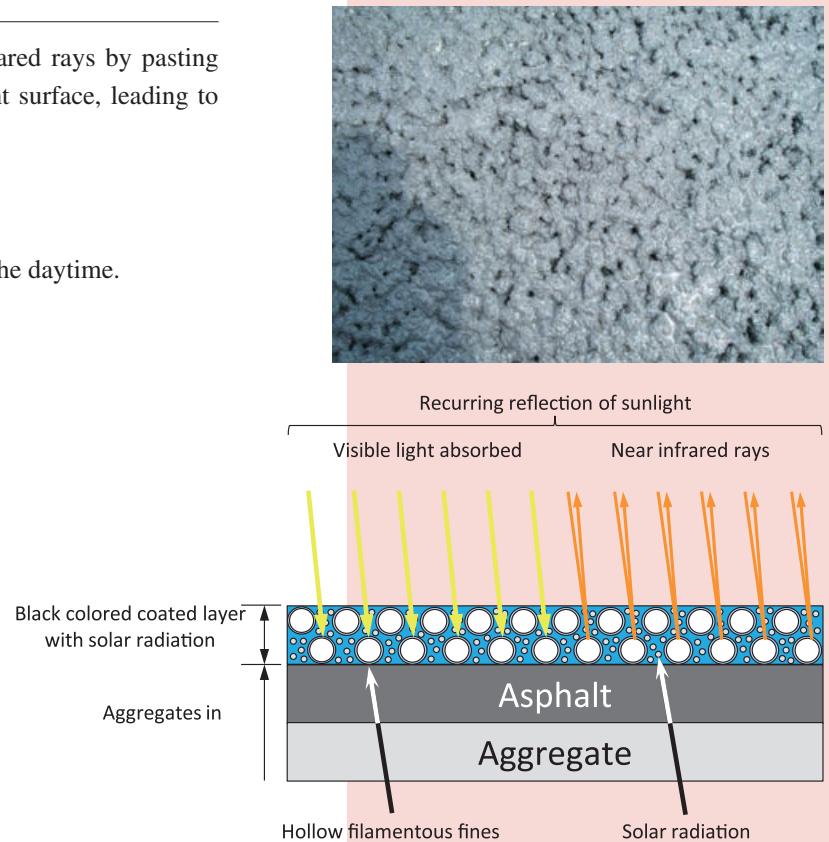 ared rays by pasting
nt surface, leading to
he daytime.
Recurring reflection of sunlight
Visible light absorbed
Near infrared rays
Black colored coated layer
with solar radiation
Aggregates in
Asphalt
Aggregate
Hollow filamentous fines
Solar radiation